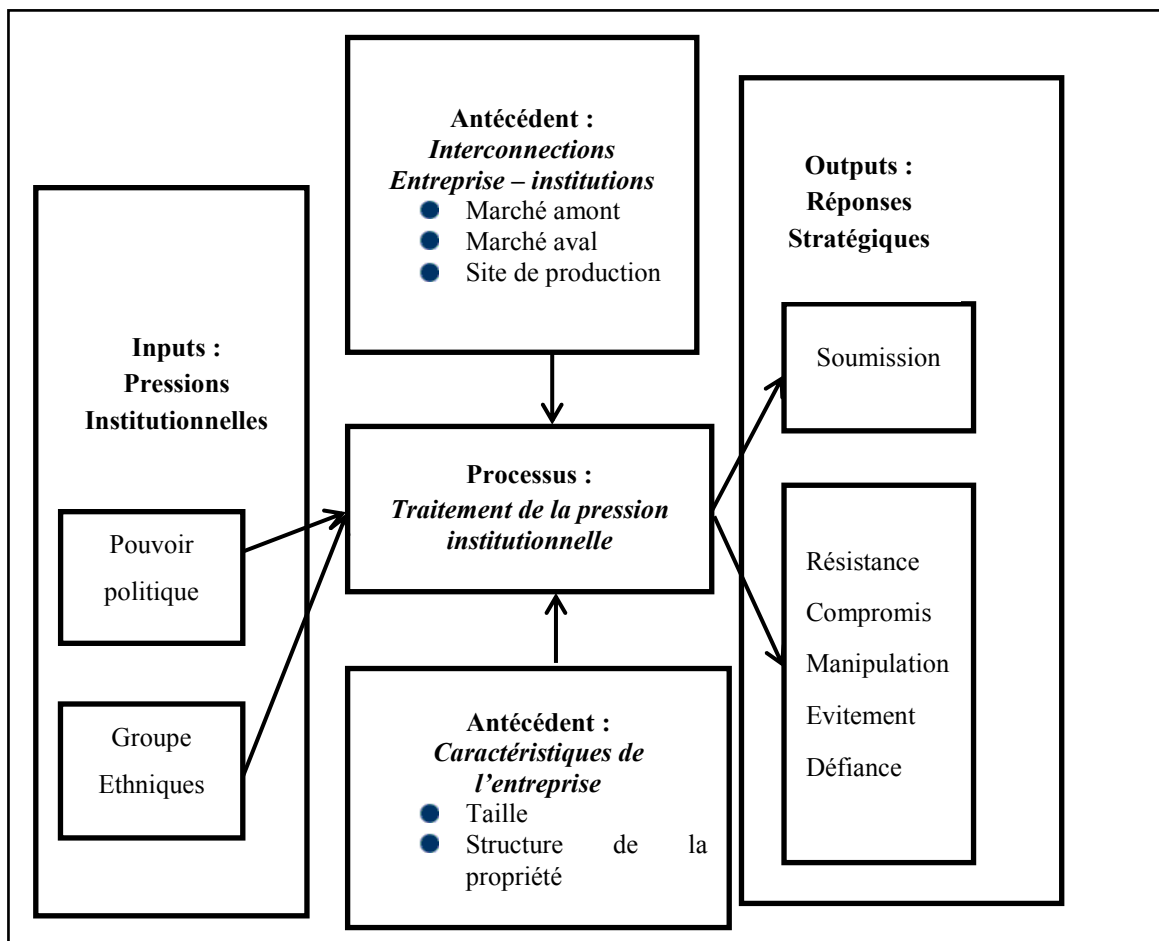 Inputs :
Pressions
Institutionnelles
Pouvoir
politique
Groupe
Ethniques
Antécédent :
Interconnections
Entreprise – institutions
Marché amont
Marché aval
Site de production
Processus :
Traitement de la pression
institutionnelle
Antécédent :
Caractéristiques de
l’entreprise
Taille
Structure de la
propriété
Outputs :
Réponses
Stratégiques
Soumission
Résistance
Compromis
Manipulation
Evitement
Défiance